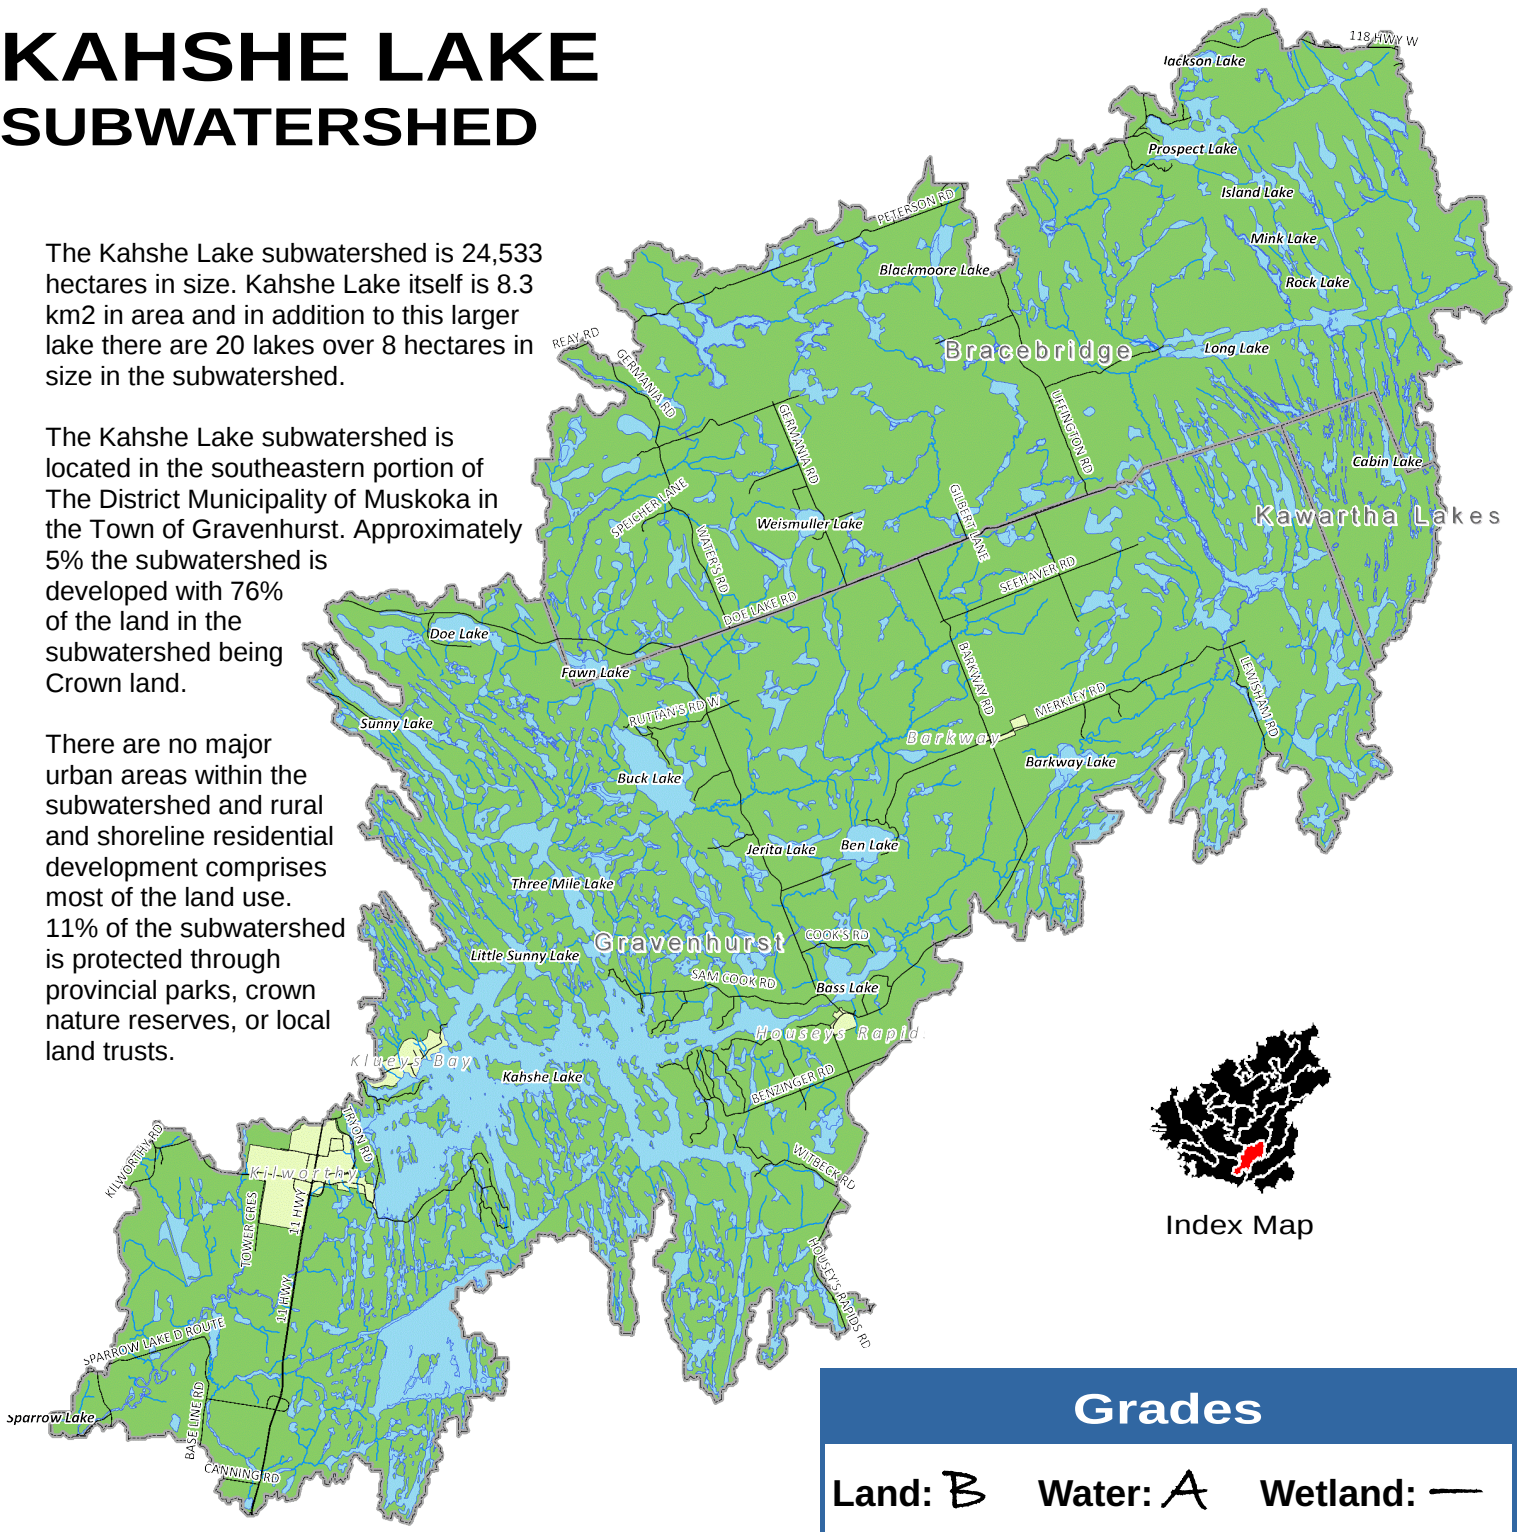 KAHSHE LAKE
SUBWATERSHED
The Kahshe Lake subwatershed is 24,533
hectares in size. Kahshe Lake itself is 8.3
km2 in area and in addition to this larger
lake there are 20 lakes over 8 hectares in
size in the subwatershed.
The Kahshe Lake subwatershed is
located in the southeastern portion of
The District Municipality of Muskoka in
the Town of Gravenhurst. Approximately
5% the subwatershed is
developed with 76%
of the land in the
subwatershed being
Crown land.
There are no major
urban areas within the
subwatershed and rural
and shoreline residential
development comprises
most of the land use.
11% of the subwatershed
is protected through
provincial parks, crown
nature reserves, or local
land trusts.
118 HWY W
Jackson Lake
Prospect Lake
Island Lake
PETERSON RD
Mink Lake
Blackmoore Lake
Rock Lake
REAY RD
Bracebridge
Long Lake
GERMANIA RD
GERMANIA RD
UFFINGTON RD
Cabin Lake
SPEICHER LANE
Weismuller Lake
GILBERT LANE
Kawartha Lakes
WATER'S RD
SEEHAVER RD
DOE LAKE RD
Doe Lake
Fawn Lake
BARKWAY RD
LEWISHAM RD
MERKLEY RD
RUTTAN'S RD W
Sunny Lake
Barkway
Barkway Lake
Buck Lake
Jerita Lake
Ben Lake
Three Mile Lake
COOK'S RD
Gravenhurst
Little Sunny Lake
SAM COOK RD
Bass Lake
Houseys Rapid.
Klueys Bay
Kahshe Lake
BENZINGER RD
TRYON RD
KILWORTHY RD
Kilworthy
WITBECK RD
TOWER CRES
11 HWY
HOUSEY'S RAPIDS RD
11 HWY
SPARROW LAKE D ROUTE
BASE LINE RD
Sparrow Lake
CANNING RD
Index Map
Grades
Land: B Water: A Wetland: —